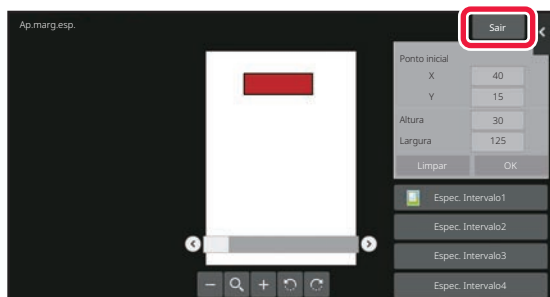 Ap.marg.esp.
Sair
Ponto inicial
X 40
Y 15
Altura 30
Largura 125
Limpar OK
Espec. Intervalo1
Espec. Intervalo2
Espec. Intervalo3
Espec. Intervalo4